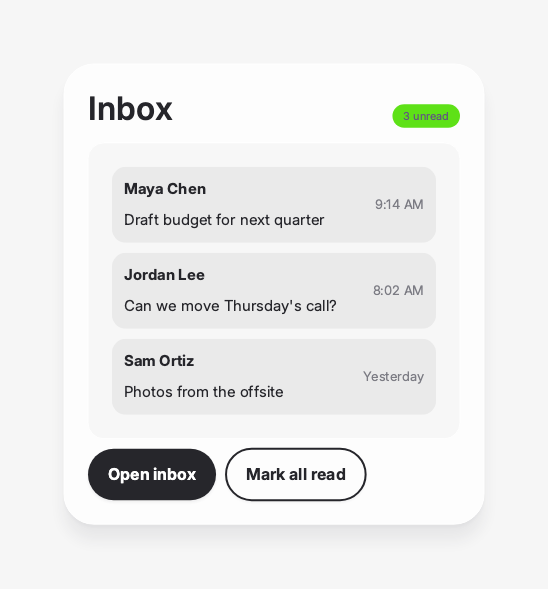 Inbox
3 unread
Maya Chen
9:14 AM
Draft budget for next quarter
Jordan Lee
8:02 AM
Can we move Thursday's call?
Sam Ortiz
Yesterday
Photos from the offsite
Open inbox
Mark all read